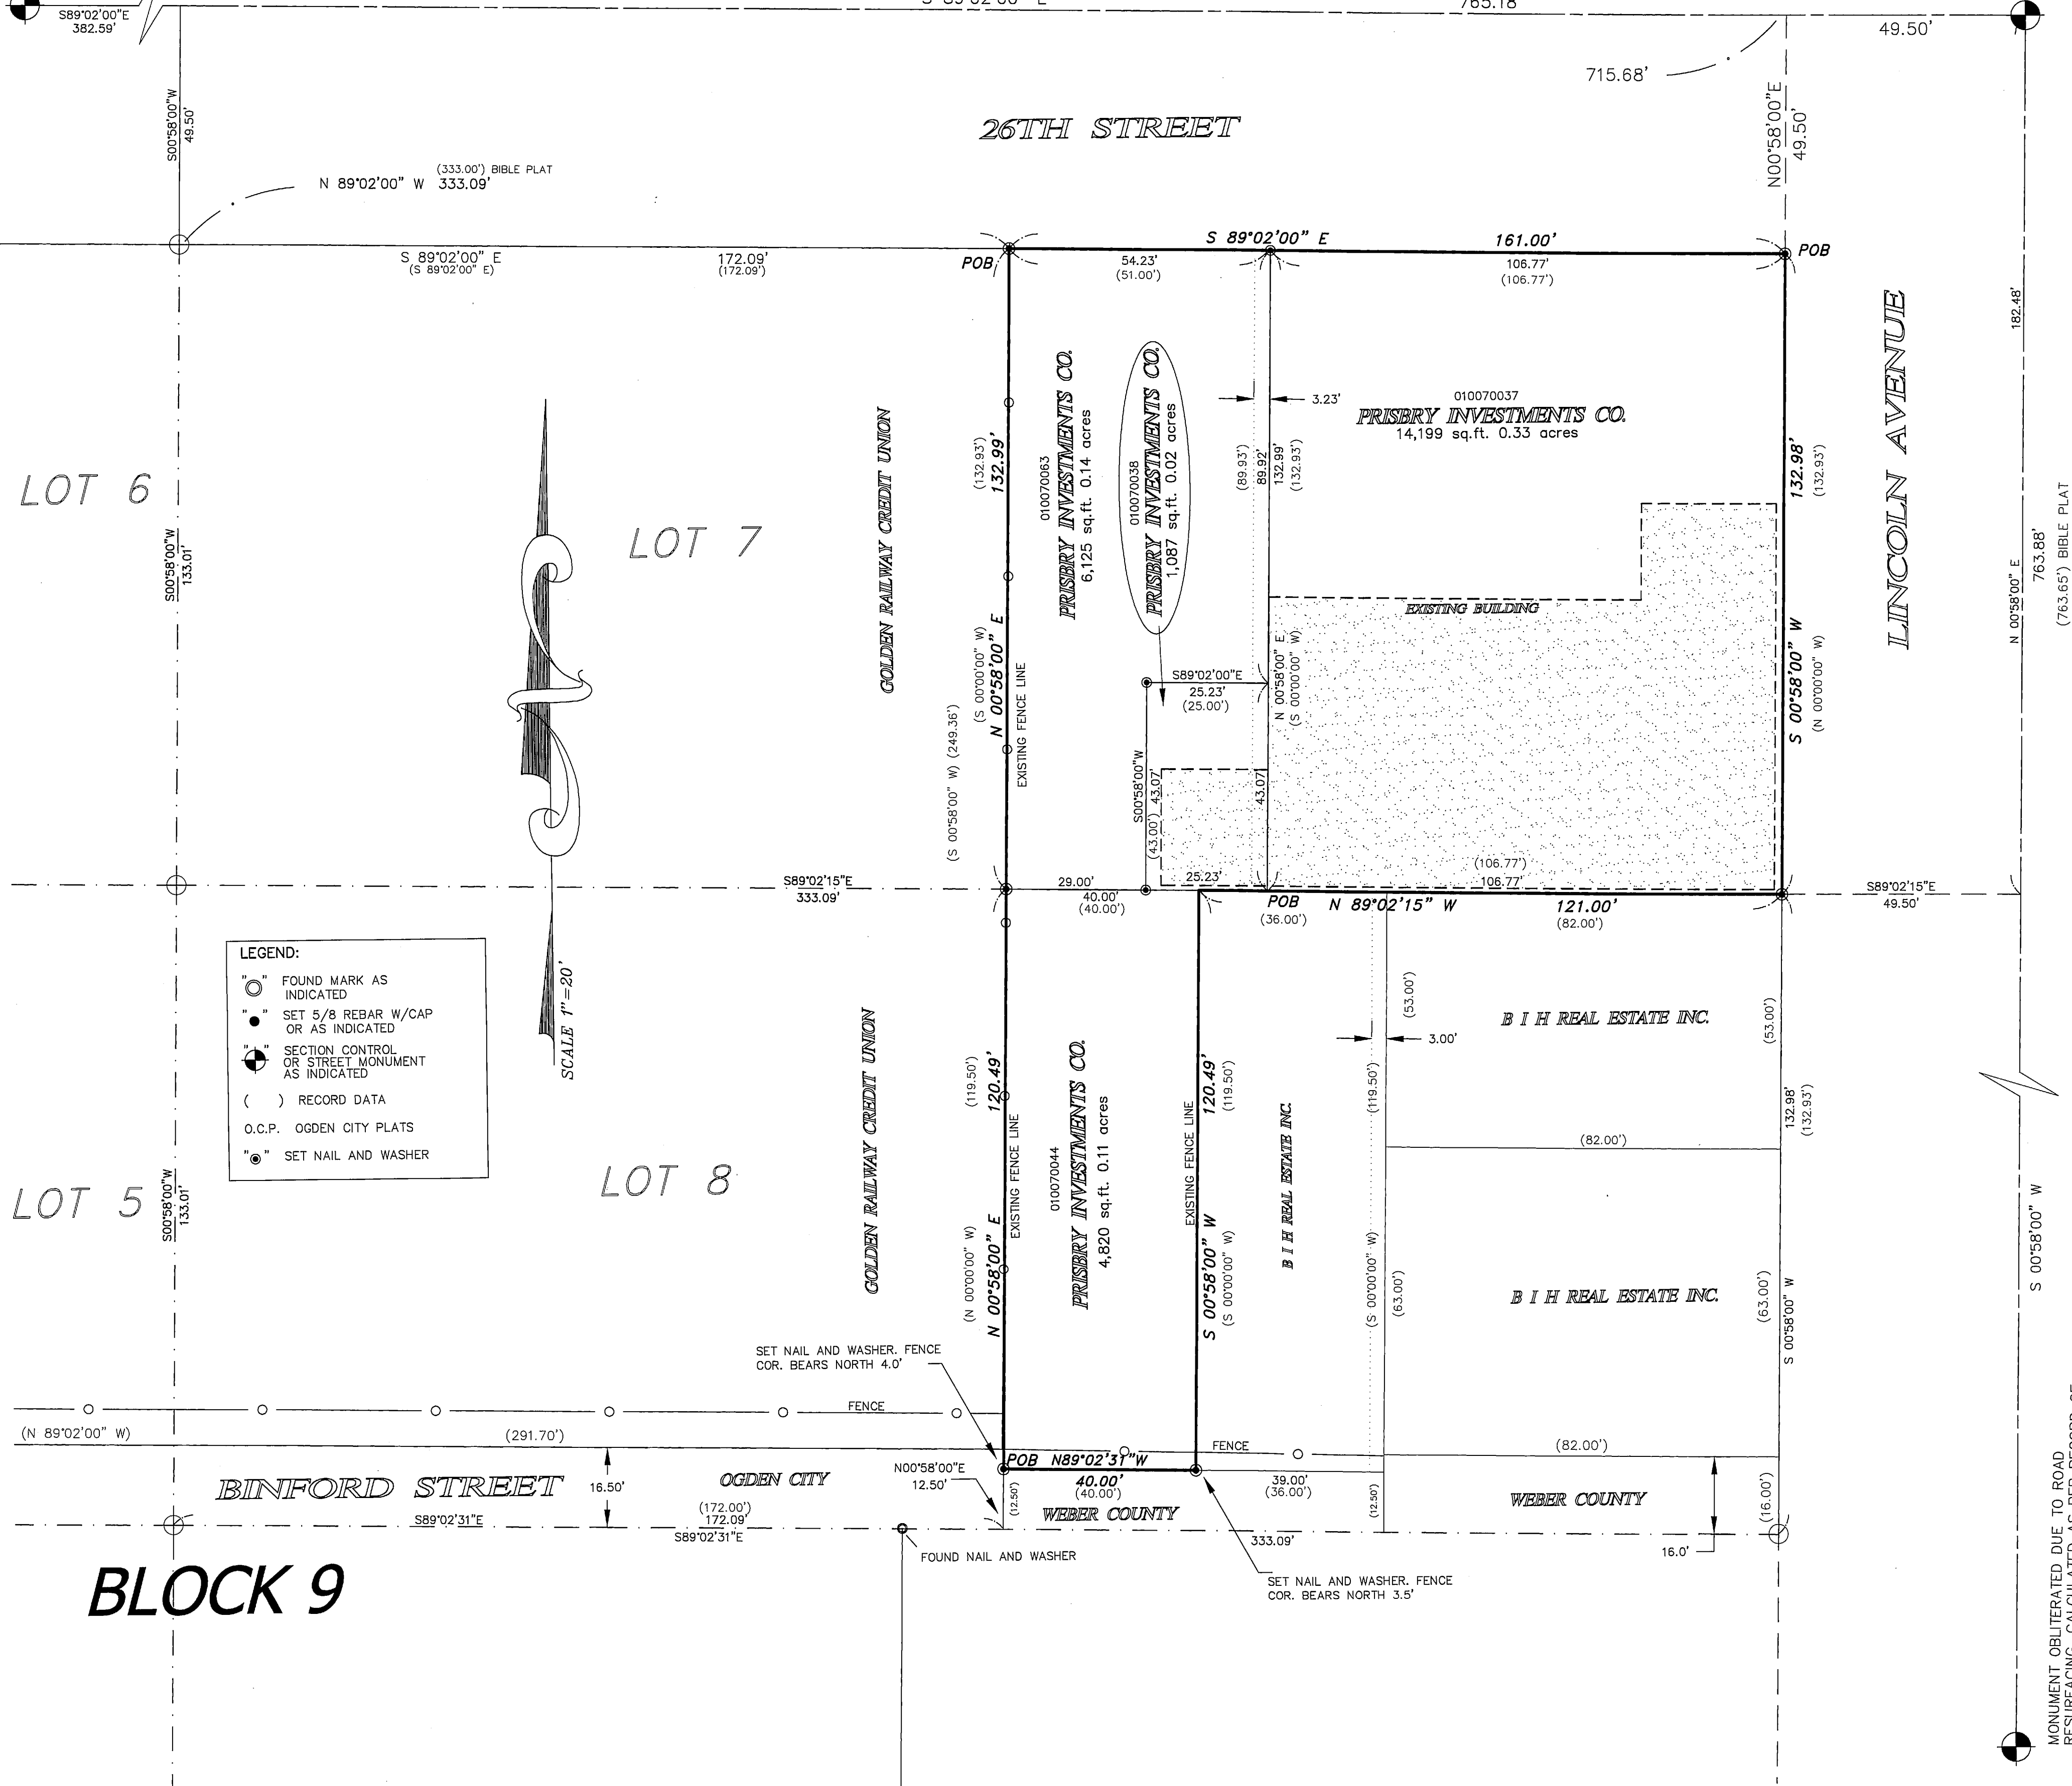 S89°02'00"E
382.59'
765.18'
49.50'
715.68'
S00°58'00"W
49.50'
N00°58'00"E
49.50'
26TH STREET
(333.00') BIBLE PLAT
N 89°02'00" W 333.09'
S 89°02'00" E
(S 89°02'00" E)
172.09'
(172.09')
POB
S 89°02'00" E
161.00'
POB
54.23'
(51.00')
106.77'
(106.77')
LINCOLN AVENUE
182.48'
N 00°58'00" E
763.88'
(763.65') BIBLE PLAT
LOT 6
S00°58'00"W
133.01'
LOT 7
GOLDEN RAILWAY CREDIT UNION
(132.93')
132.99'
010070063
PRISBRY INVESTMENTS CO.
6,125 sq.ft. 0.14 acres
010070038
PRISBRY INVESTMENTS CO.
1,087 sq.ft. 0.02 acres
(89.93')
89.92'
132.99'
(132.93')
3.23'
010070037
PRISBRY INVESTMENTS CO.
14,199 sq.ft. 0.33 acres
132.98'
(132.93')
EXISTING BUILDING
(S 00°58'00" W) (249.36')
(S 00°00'00" W)
N 00°58'00" E
EXISTING FENCE LINE
S89°02'00"E
25.23'
(25.00')
N 00°58'00" E
(S 00°00'00" W)
S 00°58'00" W
(N 00°00'00" W)
S00°58'00"W
(43.00') 43.07'
43.07'
S89°02'15"E
333.09'
29.00'
40.00'
(40.00')
25.23'
(106.77')
106.77'
POB
(36.00')
N 89°02'15" W
121.00'
(82.00')
S89°02'15"E
49.50'
LEGEND:
" " FOUND MARK AS
INDICATED
" " SET 5/8 REBAR W/CAP
OR AS INDICATED
" " SECTION CONTROL
OR STREET MONUMENT
AS INDICATED
( ) RECORD DATA
O.C.P. OGDEN CITY PLATS
" " SET NAIL AND WASHER
SCALE 1"=20'
LOT 5
S00°58'00"W
133.01'
LOT 8
GOLDEN RAILWAY CREDIT UNION
(119.50')
120.49'
EXISTING FENCE LINE
(N 00°00'00" W)
N 00°58'00" E
010070044
PRISBRY INVESTMENTS CO.
4,820 sq.ft. 0.11 acres
EXISTING FENCE LINE
120.49'
(119.50')
S 00°58'00" W
(S 00°00'00" W)
B I H REAL ESTATE INC.
(119.50')
(S 00°00'00" W)
(53.00')
3.00'
B I H REAL ESTATE INC.
(53.00')
132.98'
(132.93')
(82.00')
(63.00')
B I H REAL ESTATE INC.
(63.00')
S 00°58'00" W
S 00°58'00" W
SET NAIL AND WASHER. FENCE
COR. BEARS NORTH 4.0'
FENCE
(N 89°02'00" W)
(291.70')
FENCE
(82.00')
BINFORD STREET
16.50'
OGDEN CITY
N00°58'00"E
12.50'
POB N89°02'31"W
40.00'
(40.00')
39.00'
(36.00')
(12.50')
(12.50')
WEBER COUNTY
WEBER COUNTY
(16.00')
(172.00')
172.09'
S89°02'31"E
S89°02'31"E
333.09'
16.0'
FOUND NAIL AND WASHER
SET NAIL AND WASHER. FENCE
COR. BEARS NORTH 3.5'
BLOCK 9
MONUMENT OBLITERATED DUE TO ROAD